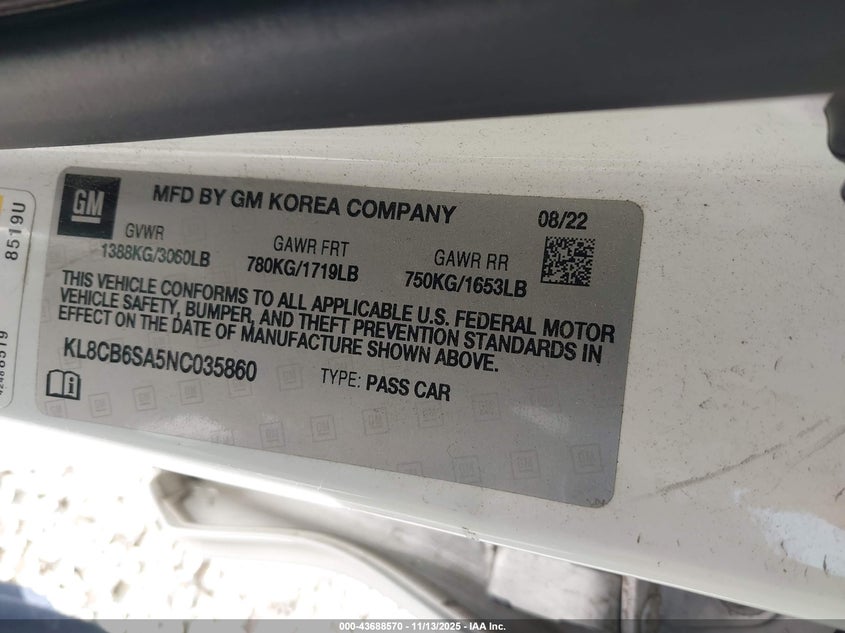 GM
MFD BY GM KOREA COMPANY
08/22
GVWR
1388KG/3060LB
GAWR FRT
780KG/1719LB
GAWR RR
750KG/1653LB
THIS VEHICLE CONFORMS TO ALL APPLICABLE U.S. FEDERAL MOTOR
VEHICLE SAFETY, BUMPER, AND THEFT PREVENTION STANDARDS IN
EFFECT ON THE DATE OF MANUFACTURE SHOWN ABOVE.
KL8CB6SA5NC035860
TYPE: PASS CAR
8519U
42488519
000-43688570 - 11/13/2025 - IAA Inc.